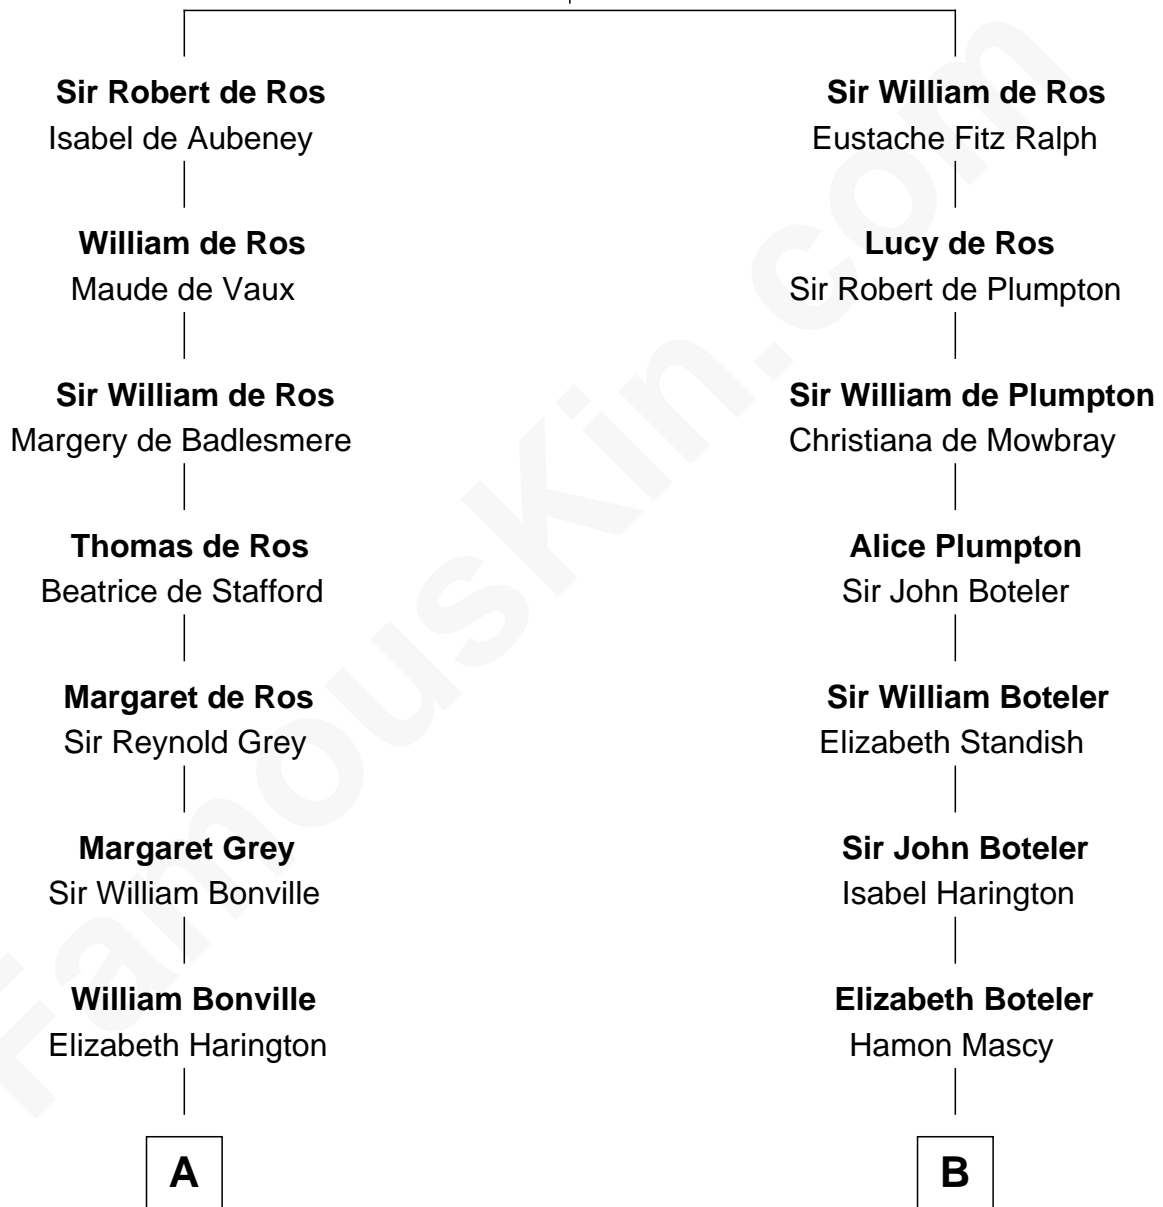 Sir Robert de Ros
Isabel de Aubeney
William de Ros
Maude de Vaux
Sir William de Ros
Margery de Badlesmere
Thomas de Ros
Beatrice de Stafford
Margaret de Ros
Sir Reynold Grey
Margaret Grey
Sir William Bonville
William Bonville
Elizabeth Harington
A
Sir William de Ros
Eustache Fitz Ralph
Lucy de Ros
Sir Robert de Plumpton
Sir William de Plumpton
Christiana de Mowbray
Alice Plumpton
Sir John Boteler
Sir William Boteler
Elizabeth Standish
Sir John Boteler
Isabel Harington
Elizabeth Boteler
Hamon Mascy
B
FamousKin.com